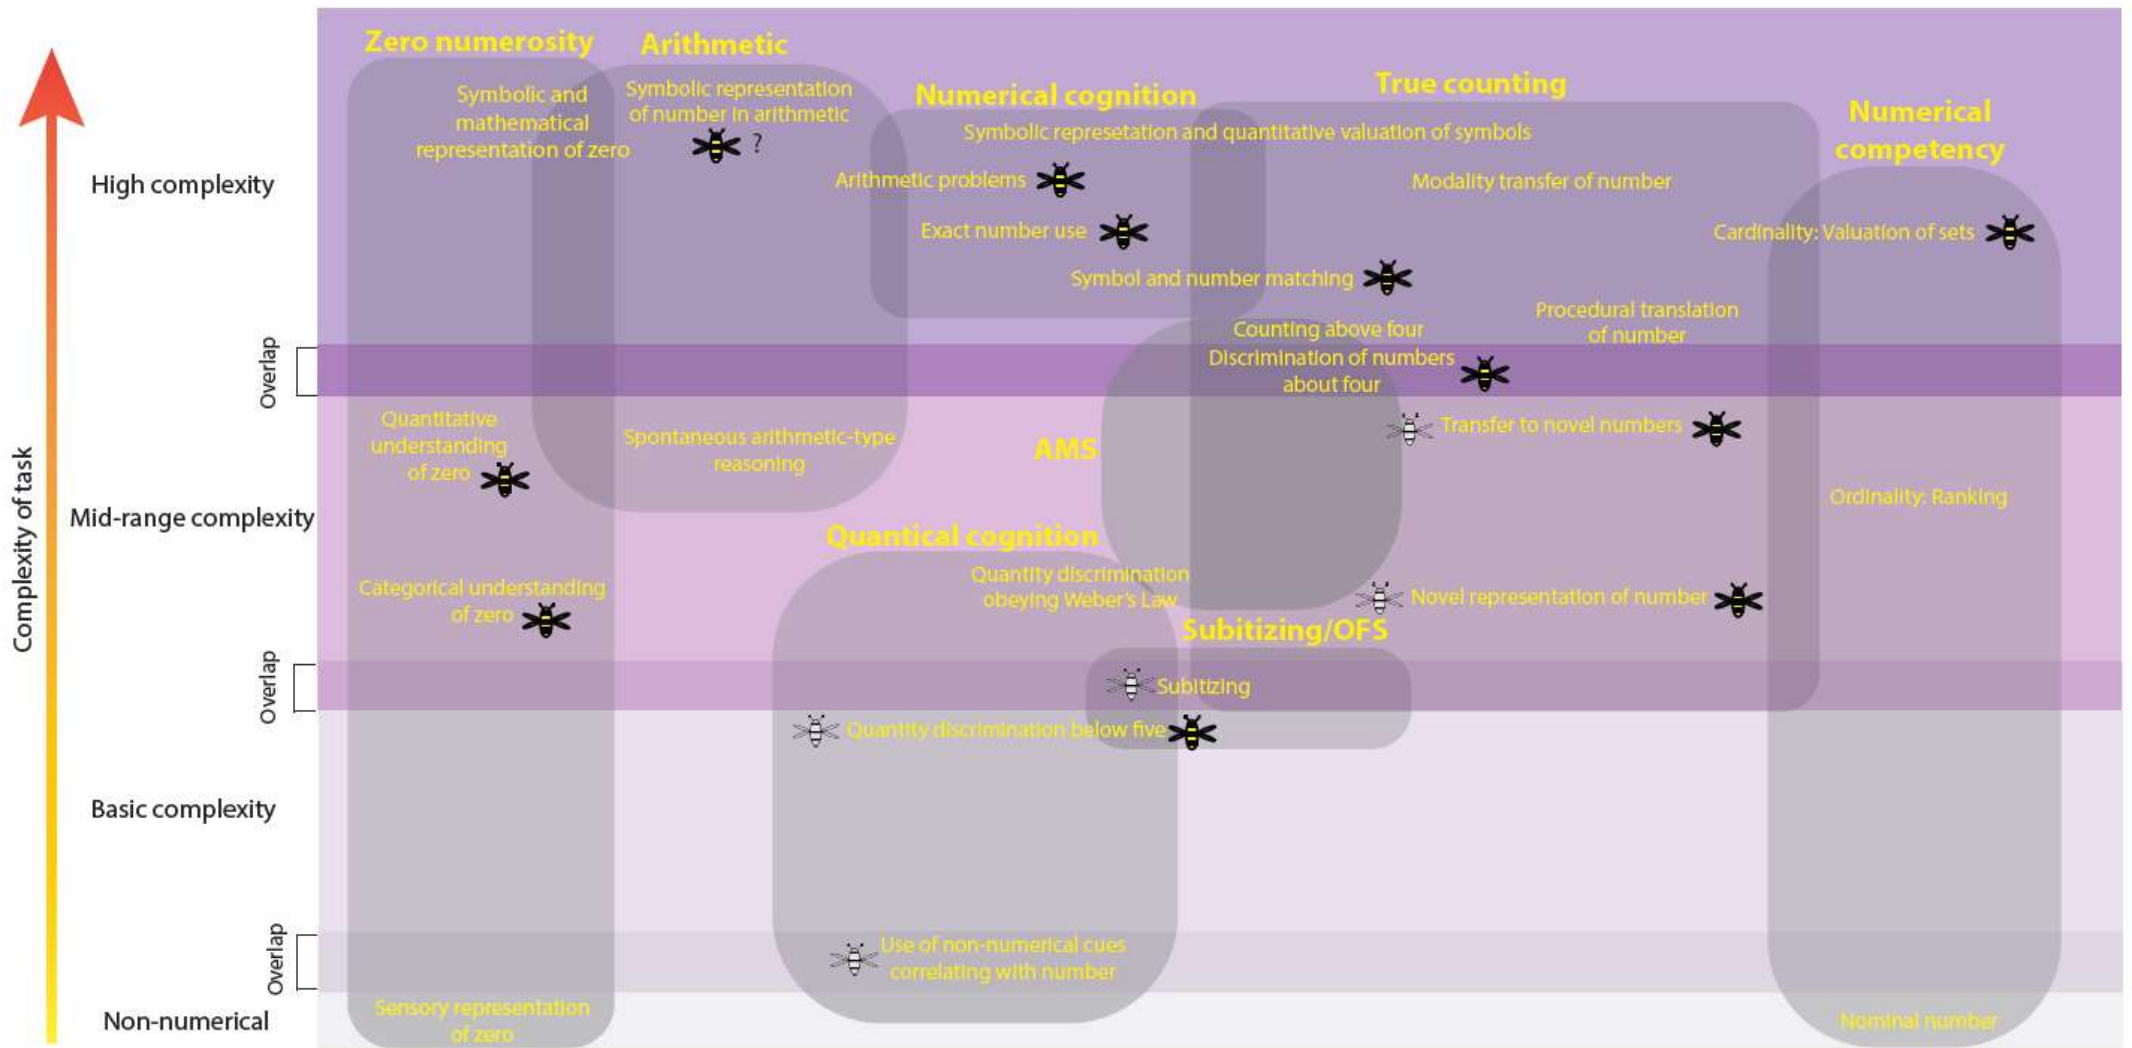 Zero numerosity
Arithmetic
Numerical cognition
True counting
Numerical
competency
Symbolic and
mathematical
representation of zero
Symbolic representation
of number in arithmetic
?
Symbolic represetation and quantitative valuation of symbols
Arithmetic problems
Modality transfer of number
High complexity
Exact number use
Cardinality: Valuation of sets
Symbol and number matching
Procedural translation
of number
Counting above four
Discrimination of numbers
about four
Overlap
Quantitative
understanding
of zero
Spontaneous arithmetic-type
reasoning
AMS
Transfer to novel numbers
Ordinality: Ranking
Complexity of task
Mid-range complexity
Quantical cognition
Quantity discrimination
obeying Weber's Law
Categorical understanding
of zero
Novel representation of number
Subitizing/OFS
Overlap
Subitizing
Quantity discrimination below five
Basic complexity
Overlap
Use of non-numerical cues
correlating with number
Non-numerical
Sensory representation
of zero
Nominal number